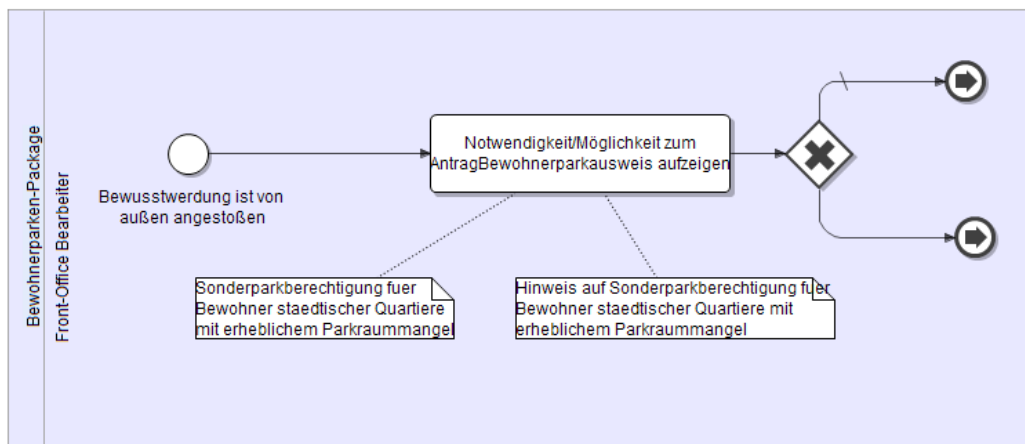 Bewohnerparken-Package
Front-Office Bearbeiter
Bewusstwerdung ist von
außen angestoßen
Notwendigkeit/Möglichkeit zum
AntragBewohnerparkausweis aufzeigen
Sonderparkberechtigung fuer
Bewohner staedtischer Quartiere
mit erheblichem Parkraummangel
Hinweis auf Sonderparkberechtigung fuer
Bewohner staedtischer Quartiere mit
erheblichem Parkraummangel